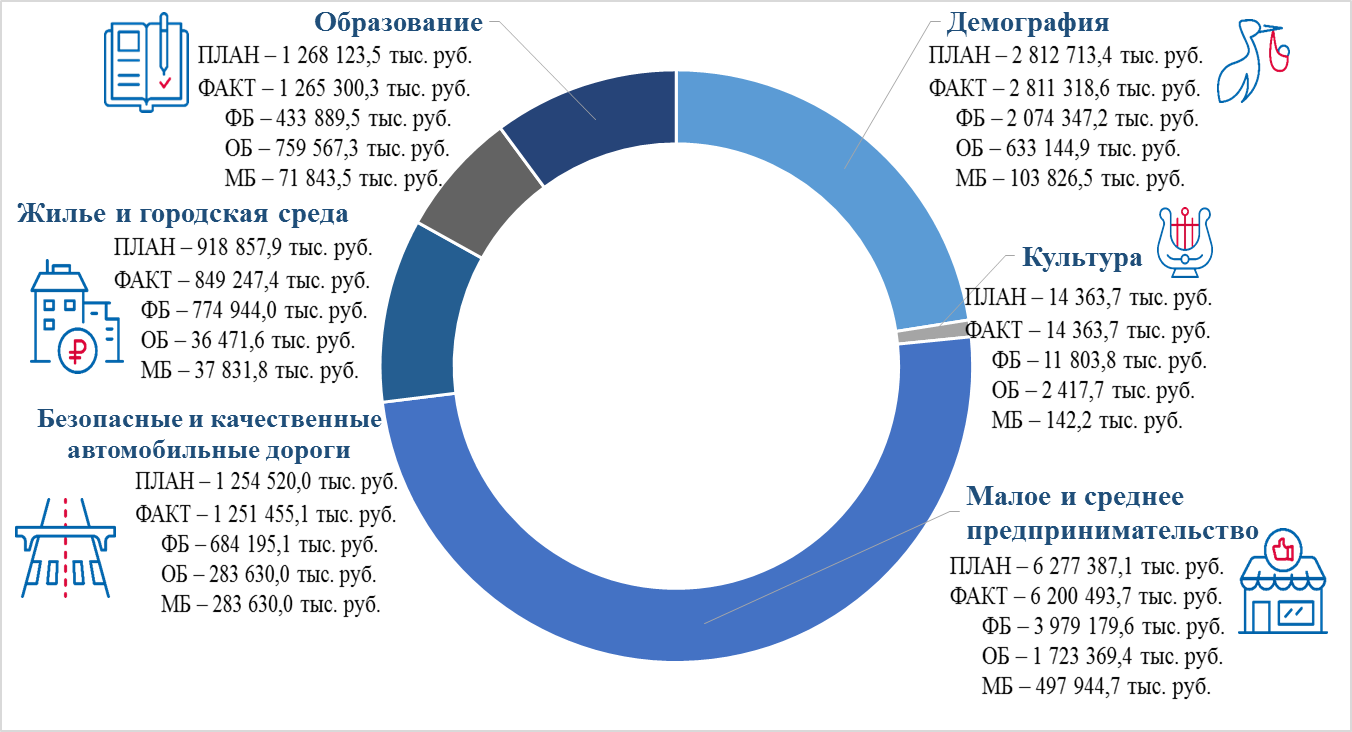 Образование
ПЛАН – 1 268 123,5 тыс. руб.
ФАКТ – 1 265 300,3 тыс. руб.
ФБ – 433 889,5 тыс. руб.
ОБ – 759 567,3 тыс. руб.
МБ – 71 843,5 тыс. руб.
Жилье и городская среда
ПЛАН – 918 857,9 тыс. руб.
ФАКТ – 849 247,4 тыс. руб.
ФБ – 774 944,0 тыс. руб.
ОБ – 36 471,6 тыс. руб.
МБ – 37 831,8 тыс. руб.
Безопасные и качественные
автомобильные дороги
ПЛАН – 1 254 520,0 тыс. руб.
ФАКТ – 1 251 455,1 тыс. руб.
ФБ – 684 195,1 тыс. руб.
ОБ – 283 630,0 тыс. руб.
МБ – 283 630,0 тыс. руб.
Демография
ПЛАН – 2 812 713,4 тыс. руб.
ФАКТ – 2 811 318,6 тыс. руб.
ФБ – 2 074 347,2 тыс. руб.
ОБ – 633 144,9 тыс. руб.
МБ – 103 826,5 тыс. руб.
Культура
ПЛАН – 14 363,7 тыс. руб.
ФАКТ – 14 363,7 тыс. руб.
ФБ – 11 803,8 тыс. руб.
ОБ – 2 417,7 тыс. руб.
МБ – 142,2 тыс. руб.
Малое и среднее
предпринимательство
ПЛАН – 6 277 387,1 тыс. руб.
ФАКТ – 6 200 493,7 тыс. руб.
ФБ – 3 979 179,6 тыс. руб.
ОБ – 1 723 369,4 тыс. руб.
МБ – 497 944,7 тыс. руб.